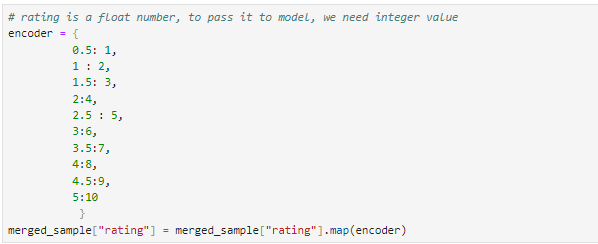 # rating is a float number, to pass it to model, we need integer value
encoder = {
0.5: 1,
1 : 2,
1.5: 3,
2:4,
2.5 : 5,
3:6,
3.5:7,
4:8,
4.5:9,
5:10
}
merged_sample["rating"] = merged_sample["rating"].map(encoder)